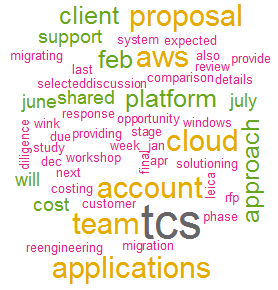 client proposal
support system expected
migrating feb aws also
last review provide
selected discussion comparison details
june shared platform july
response opportunity windows
wink providing stage
due cloud
diligence study week jan
dec workshop final apr solutioning
will next account leica approach
costing rfp
cost customer
team tcs phase
reengineering migration
applications